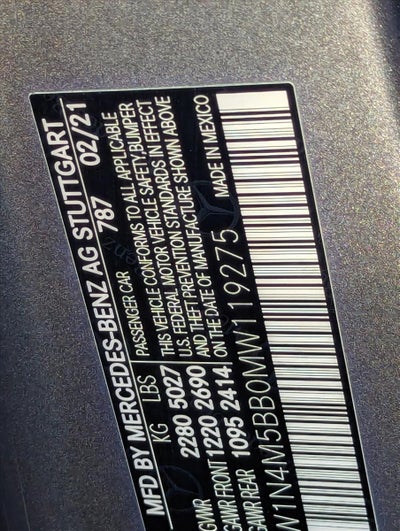 MFD BY MERCEDES-BENZ AG STUTTGART
787 02/21
KG LBS
GVWR 2280 5027
GAWR FRONT 1220 2690
GAWR REAR 1095 2414
PASSENGER CAR
THIS VEHICLE CONFORMS TO ALL APPLICABLE
U.S. FEDERAL MOTOR VEHICLE SAFETY, BUMPER
AND THEFT PREVENTION STANDARDS IN EFFECT
ON THE DATE OF MANUFACTURE SHOWN ABOVE
W1N4M5BB0MW119275 MADE IN MEXICO